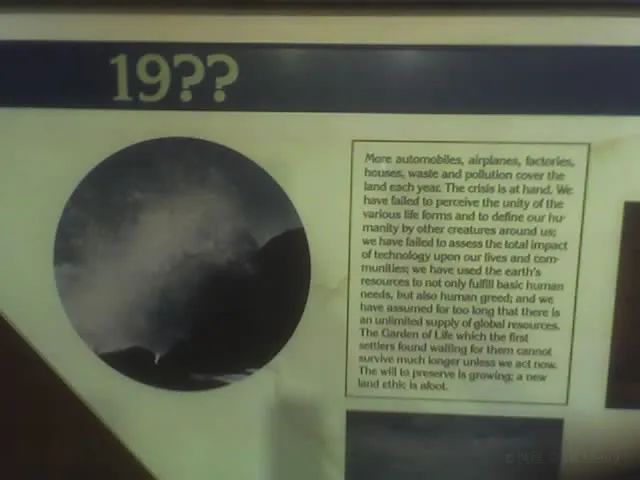 19??
More automobiles, airplanes, factories,
houses, waste and pollution cover the
land each year. The crisis is at hand. We
have failed to perceive the unity of the
various life forms and to define our hu-
manity by other creatures around us;
we have failed to assess the total impact
of technology upon our lives and com-
munities; we have used the earth's
resources to not only fulfill basic human
needs, but also human greed; and we
have assumed for too long that there is
an unlimited supply of global resources.
The Garden of Life which the first
settlers found waiting for them cannot
survive much longer unless we act now.
The will to preserve is growing; a new
land ethic is afoot.